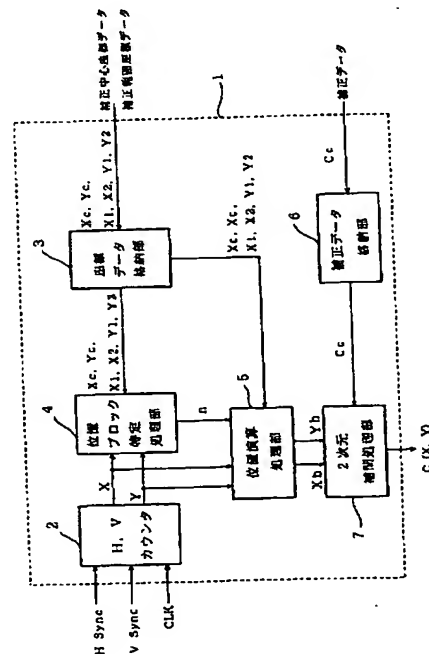 H Sync
V Sync
CLK
2
H, V
カウンタ
X
Y
4
位置
ブロック
特定
処理部
n
Xc, Yc,
X1, X2, Y1, Y2
3
座標
データ
格納部
Xc, Yc,
X1, X2, Y1, Y2
補正中心座標データ
補正範囲座標データ
1
5
位置演算
処理部
Xc, Xc,
X1, X2, Y1, Y2
Xb
Yb
2次元
補間処理部
7
Cc
6
補正データ
格納部
Cc
補正データ
C (X, Y)